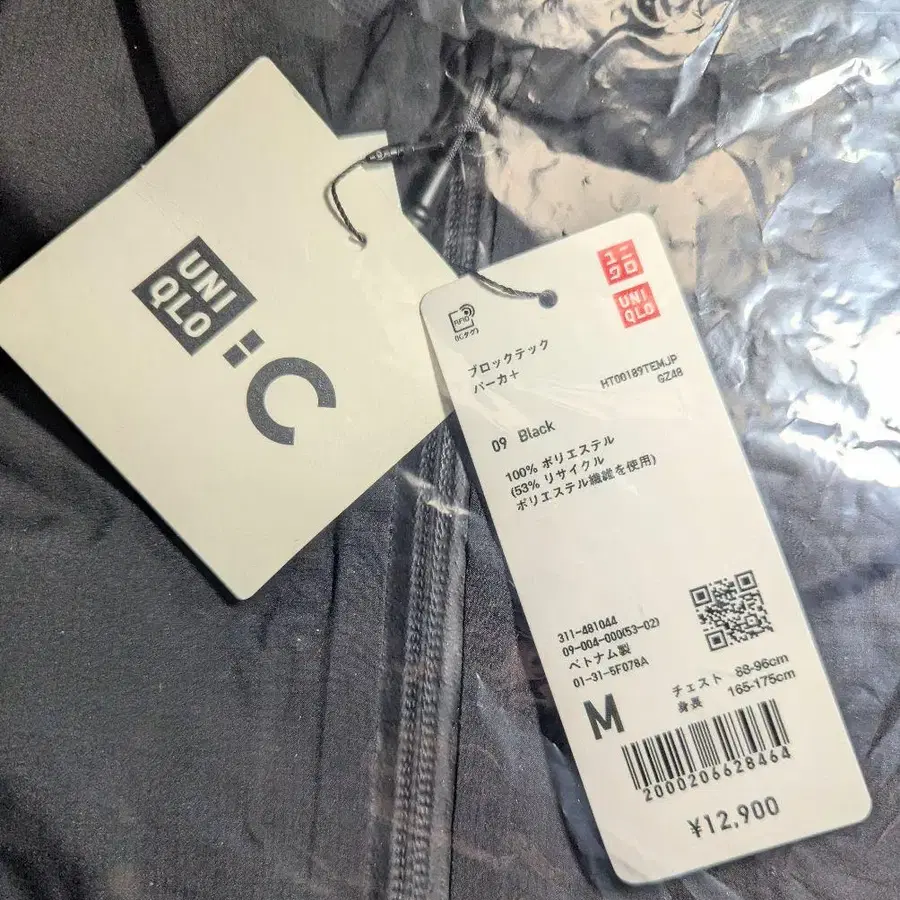 UNI
QLO
:C
ユニ
クロ
UNI
QLO
RFID
(ICタグ)
ブロックテック
パーカ+
HT00189TEMJP
GZ48
09 Black
100% ポリエステル
(53% リサイクル
ポリエステル繊維を使用)
311-481044
09-004-000(53-02)
ベトナム製
01-31-5F078A
M
チェスト 88-96cm
身長 165-175cm
2000206628464
¥12,900